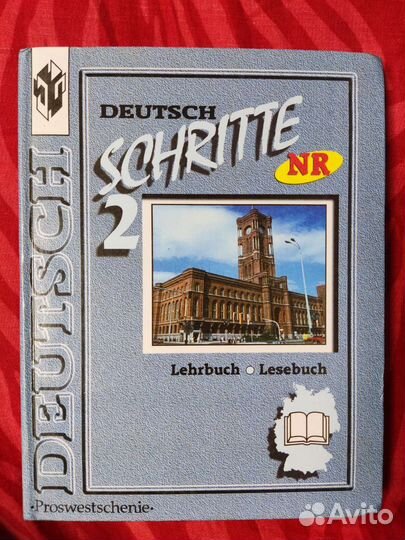 DEUTSCH
SCHRITTE
NR
2
Lehrbuch Lesebuch
DEUTSCH
·Proswestschenie·
Avito